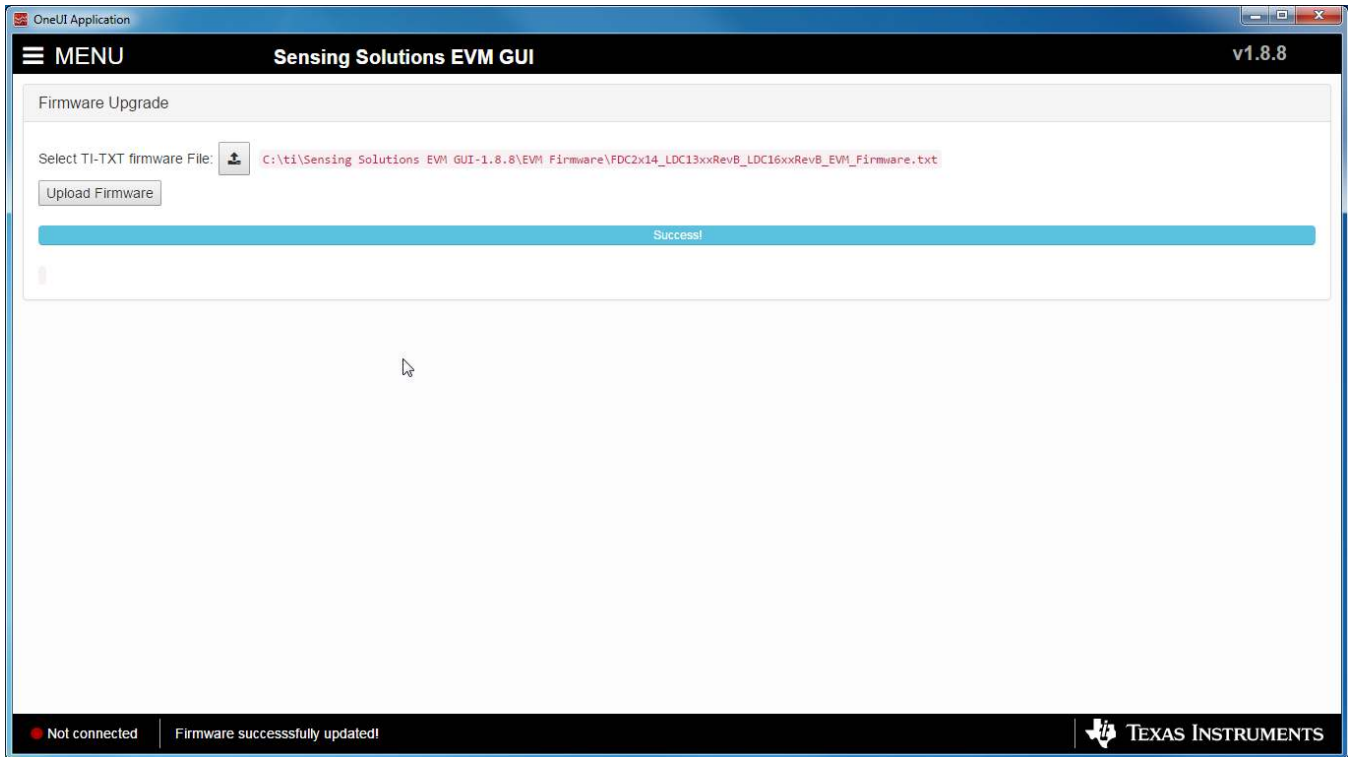 OneUI Application
MENU Sensing Solutions EVM GUI v1.8.8
Firmware Upgrade
Select TI-TXT firmware File: C:\ti\Sensing Solutions EVM GUI-1.8.8\EVM Firmware\FDC2x14_LDC13xxRevB_LDC16xxRevB_EVM_Firmware.txt
Upload Firmware
Success!
Not connected Firmware successsfully updated! TEXAS INSTRUMENTS